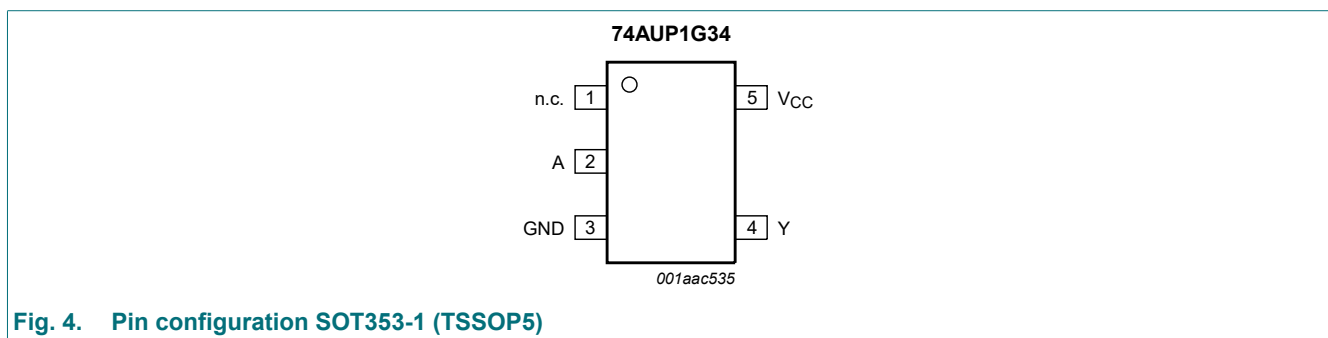 74AUP1G34
n.c. 1 5 VCC
A 2
GND 3 4 Y
001aac535
Fig. 4. Pin configuration SOT353-1 (TSSOP5)